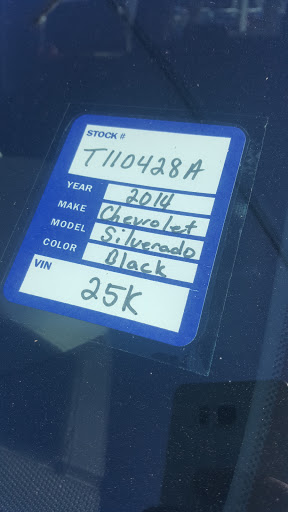 STOCK #
T110428A
YEAR 2014
MAKE Chevrolet
MODEL Silverado
COLOR Black
VIN
25K